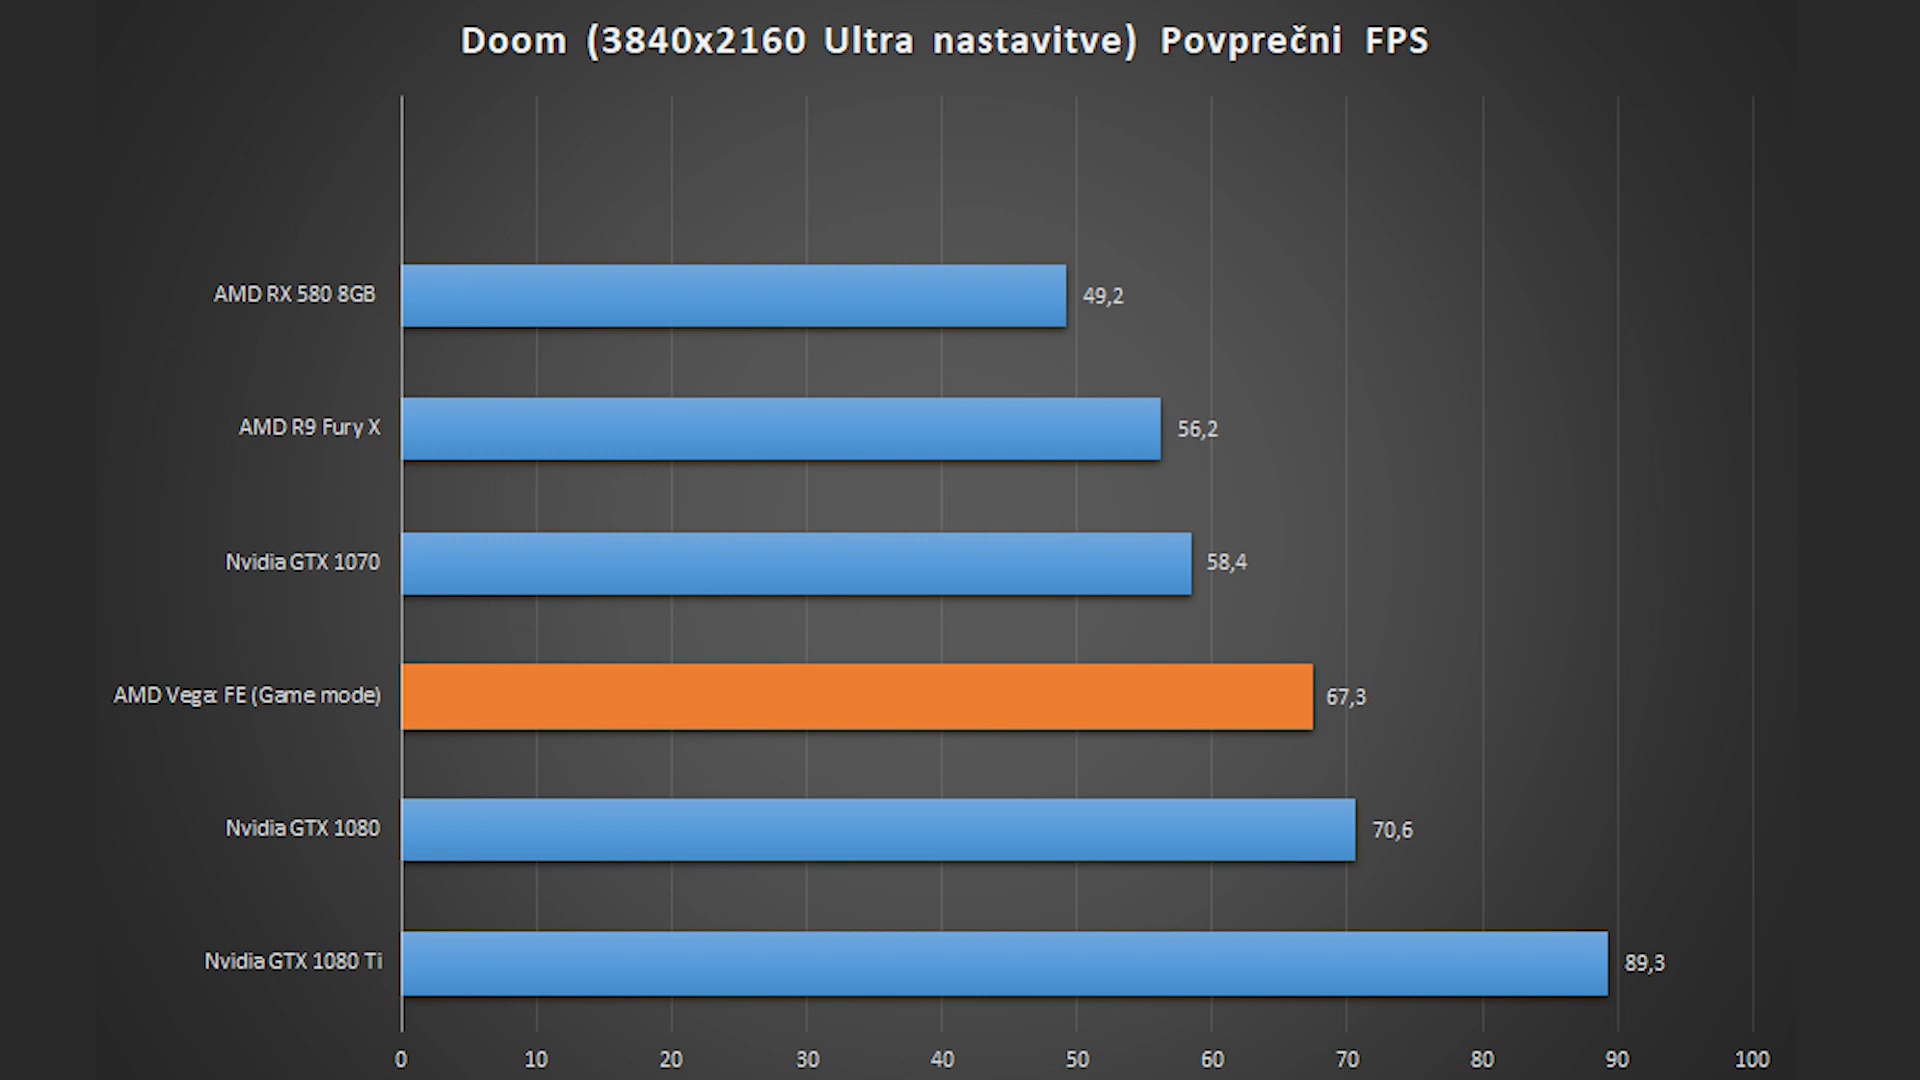 Doom (3840x2160 Ultra nastavitve) Povprečni FPS
AMD RX 580 8GB 49,2
AMD R9 Fury X 56,2
Nvidia GTX 1070 58,4
AMD Vega FE (Game mode) 67,3
Nvidia GTX 1080 70,6
Nvidia GTX 1080 Ti 89,3
0 10 20 30 40 50 60 70 80 90 100